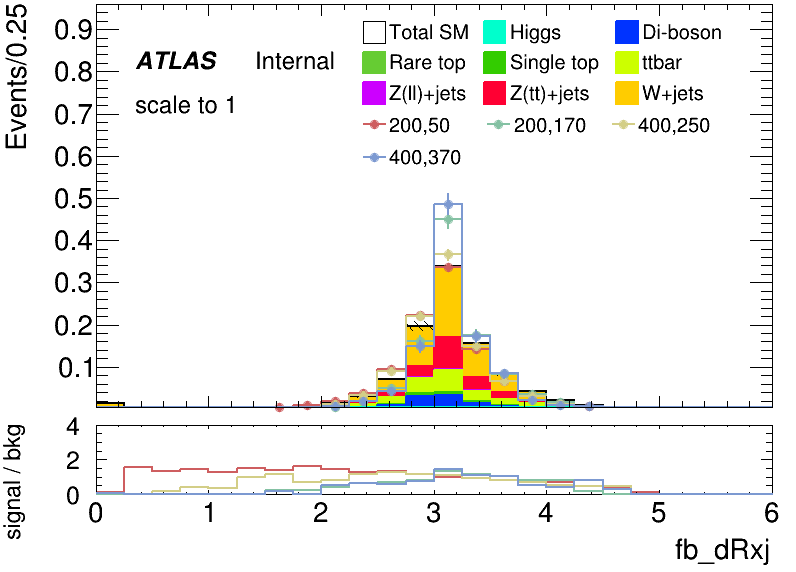 Events/0.25
0.9
0.8
0.7
0.6
0.5
0.4
0.3
0.2
0.1
ATLAS Internal
scale to 1
Total SM Higgs Di-boson
Rare top Single top ttbar
Z(ll)+jets Z(tt)+jets W+jets
200,50 200,170 400,250
400,370
signal / bkg
4
2
0
0 1 2 3 4 5 6
fb_dRxj